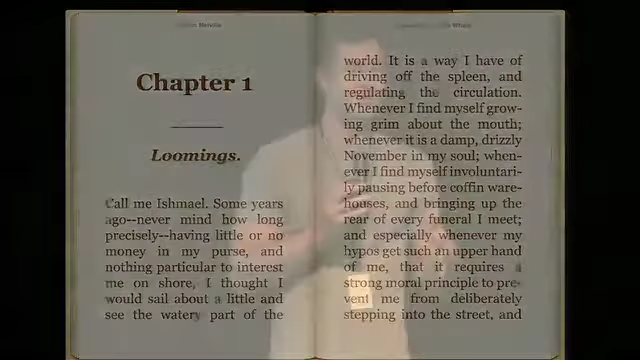 Chapter 1
Loomings.
Call me Ishmael. Some years
ago--never mind how long
precisely--having little or no
money in my purse, and
nothing particular to interest
me on shore, I thought I
would sail about a little and
see the watery part of the
world. It is a way I have of
driving off the spleen, and
regulating the circulation.
Whenever I find myself grow-
ing grim about the mouth;
whenever it is a damp, drizzly
November in my soul; when-
ever I find myself involuntari-
ly pausing before coffin ware-
houses, and bringing up the
rear of every funeral I meet;
and especially whenever my
hypos get such an upper hand
of me, that it requires a
strong moral principle to pre-
vent me from deliberately
stepping into the street, and